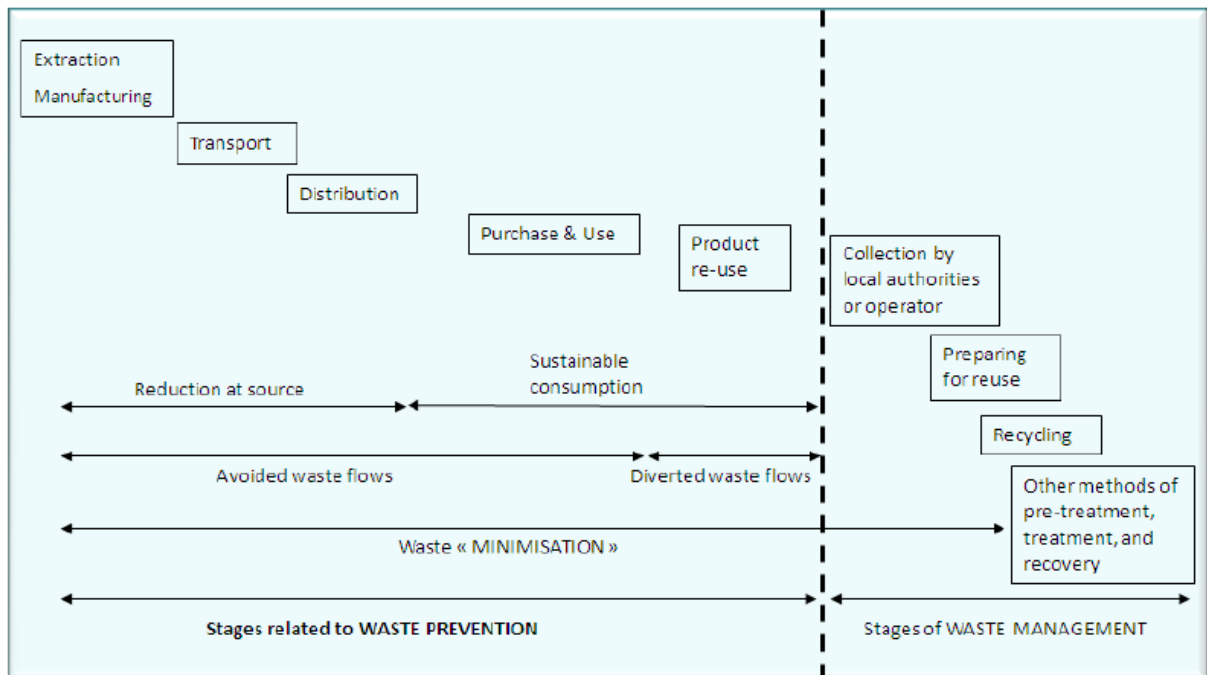 Extraction
Manufacturing
Transport
Distribution
Purchase & Use
Product
re-use
Collection by
local authorities
or operator
Preparing
for reuse
Recycling
Other methods of
pre-treatment,
treatment, and
recovery
Reduction at source
Sustainable
consumption
Avoided waste flows
Diverted waste flows
Waste « MINIMISATION »
Stages related to WASTE PREVENTION
Stages of WASTE MANAGEMENT